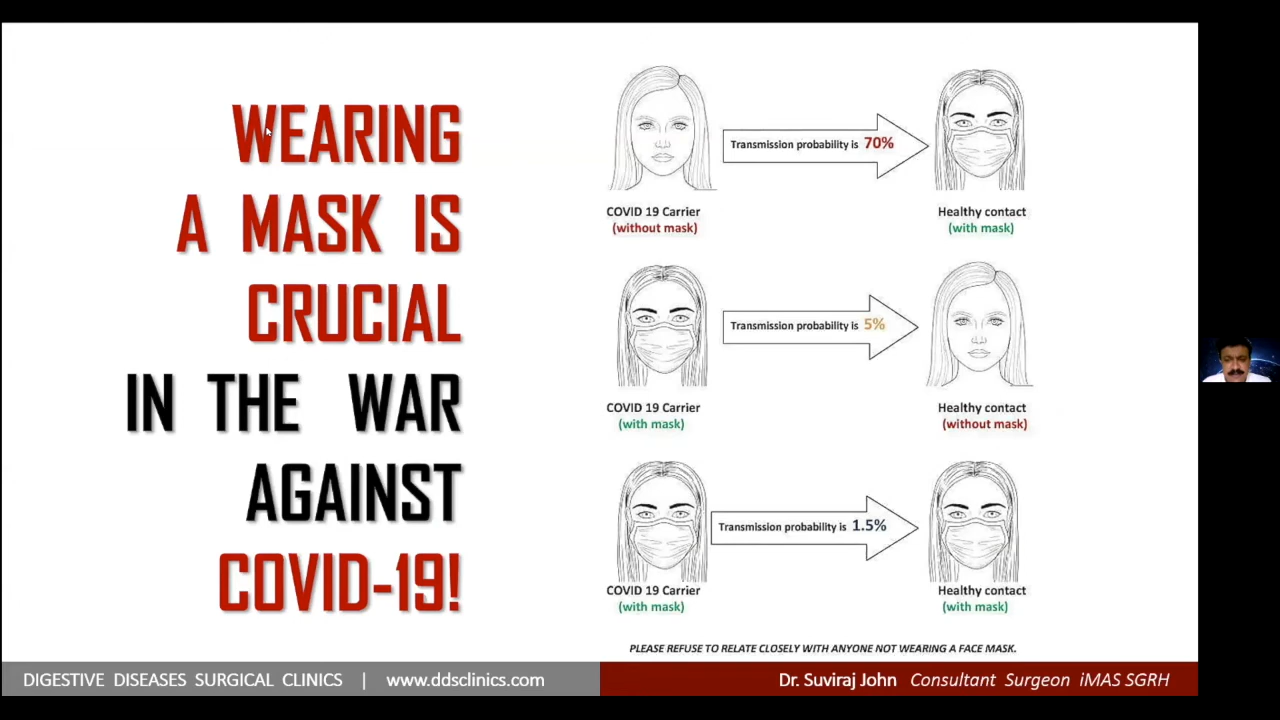 WEARING
A MASK IS
CRUCIAL
IN THE WAR
AGAINST
COVID-19!
Transmission probability is 70%
COVID 19 Carrier
(without mask)
Healthy contact
(with mask)
Transmission probability is 5%
COVID 19 Carrier
(with mask)
Healthy contact
(without mask)
Transmission probability is 1.5%
COVID 19 Carrier
(with mask)
Healthy contact
(with mask)
PLEASE REFUSE TO RELATE CLOSELY WITH ANYONE NOT WEARING A FACE MASK.
DIGESTIVE DISEASES SURGICAL CLINICS | www.ddsclinics.com
Dr. Suviraj John Consultant Surgeon iMAS SGRH